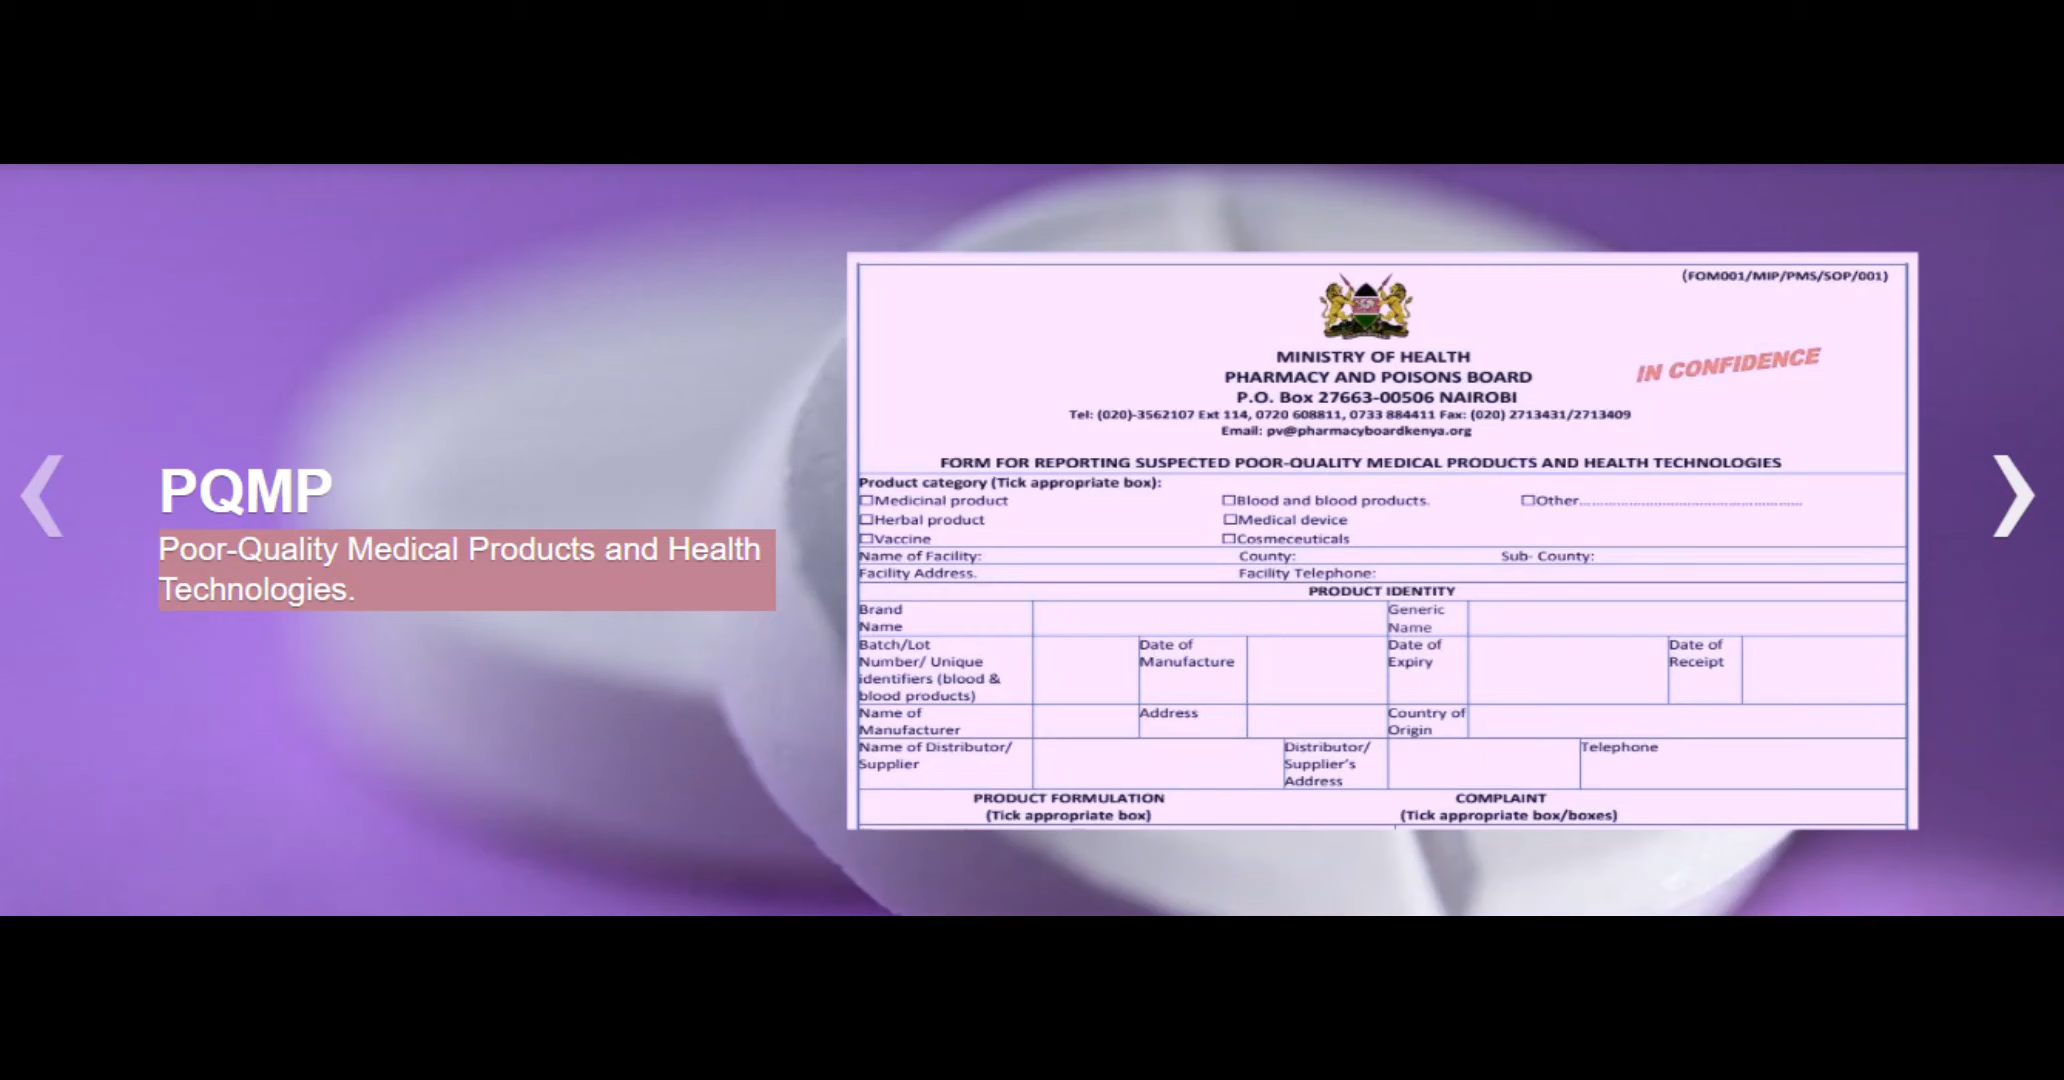 PQMP
Poor-Quality Medical Products and Health
Technologies.
(FOM001/MIP/PMS/SOP/001)
MINISTRY OF HEALTH
PHARMACY AND POISONS BOARD
P.O. Box 27663-00506 NAIROBI
Tel: (020)-3562107 Ext 114, 0720 608811, 0733 884411 Fax: (020) 2713431/2713409
Email: pv@pharmacyboardkenya.org
IN CONFIDENCE
FORM FOR REPORTING SUSPECTED POOR-QUALITY MEDICAL PRODUCTS AND HEALTH TECHNOLOGIES
Product category (Tick appropriate box):
☐Medicinal product ☐Blood and blood products. ☐Other..........................................
☐Herbal product ☐Medical device
☐Vaccine ☐Cosmeceuticals
Name of Facility: County: Sub- County:
Facility Address. Facility Telephone:
PRODUCT IDENTITY
Brand
Name
Generic
Name
Batch/Lot
Number/ Unique
identifiers (blood &
blood products)
Date of
Manufacture
Date of
Expiry
Date of
Receipt
Name of
Manufacturer
Address
Country of
Origin
Name of Distributor/
Supplier
Distributor/
Supplier's
Address
Telephone
PRODUCT FORMULATION
(Tick appropriate box)
COMPLAINT
(Tick appropriate box/boxes)